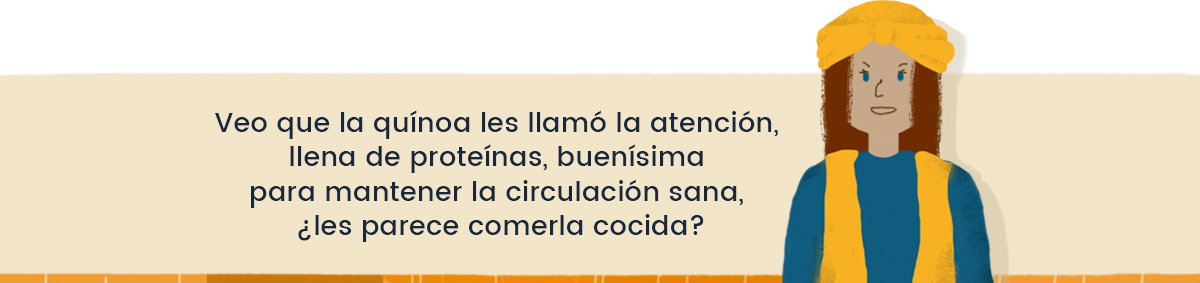 Veo que la quínoa les llamó la atención,
llena de proteínas, buenísima
para mantener la circulación sana,
¿les parece comerla cocida?